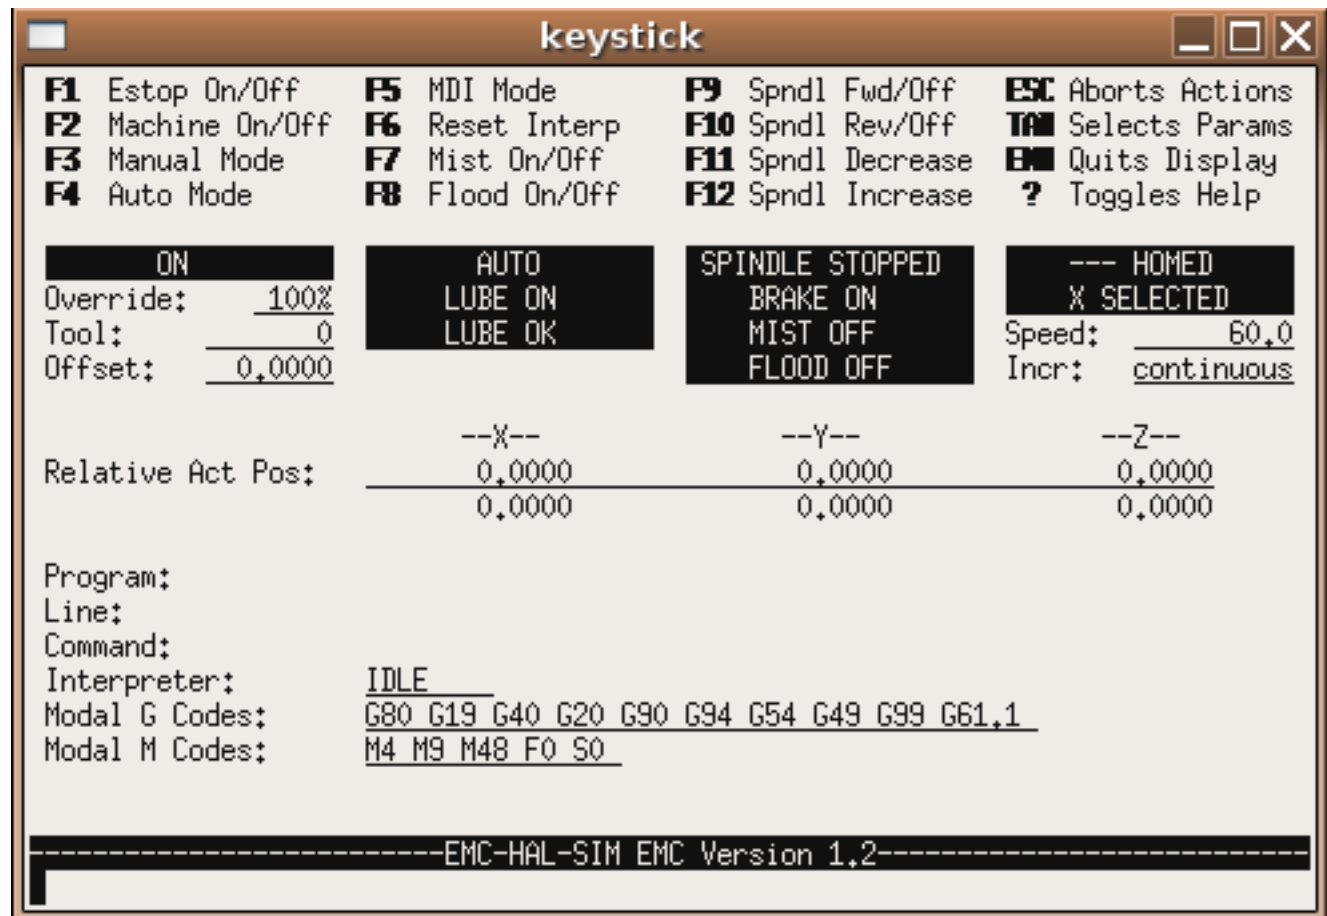 keystick
F1 Estop On/Off F5 MDI Mode F9 Spndl Fwd/Off ESC Aborts Actions
F2 Machine On/Off F6 Reset Interp F10 Spndl Rev/Off TAB Selects Params
F3 Manual Mode F7 Mist On/Off F11 Spndl Decrease Quits Display
F4 Auto Mode F8 Flood On/Off F12 Spndl Increase ? Toggles Help
ON AUTO SPINDLE STOPPED --- HOMED
Override: 100% LUBE ON BRAKE ON X SELECTED
Tool: 0 LUBE OK MIST OFF Speed: 60.0
Offset: 0.0000 FLOOD OFF Incr: continuous
--X-- --Y-- --Z--
Relative Act Pos: 0.0000 0.0000 0.0000
0.0000 0.0000 0.0000
Program:
Line:
Command:
Interpreter: IDLE
Modal G Codes: G80 G19 G40 G20 G90 G94 G54 G49 G99 G61.1
Modal M Codes: M4 M9 M48 F0 S0
--------------------------EMC-HAL-SIM EMC Version 1.2---------------------------